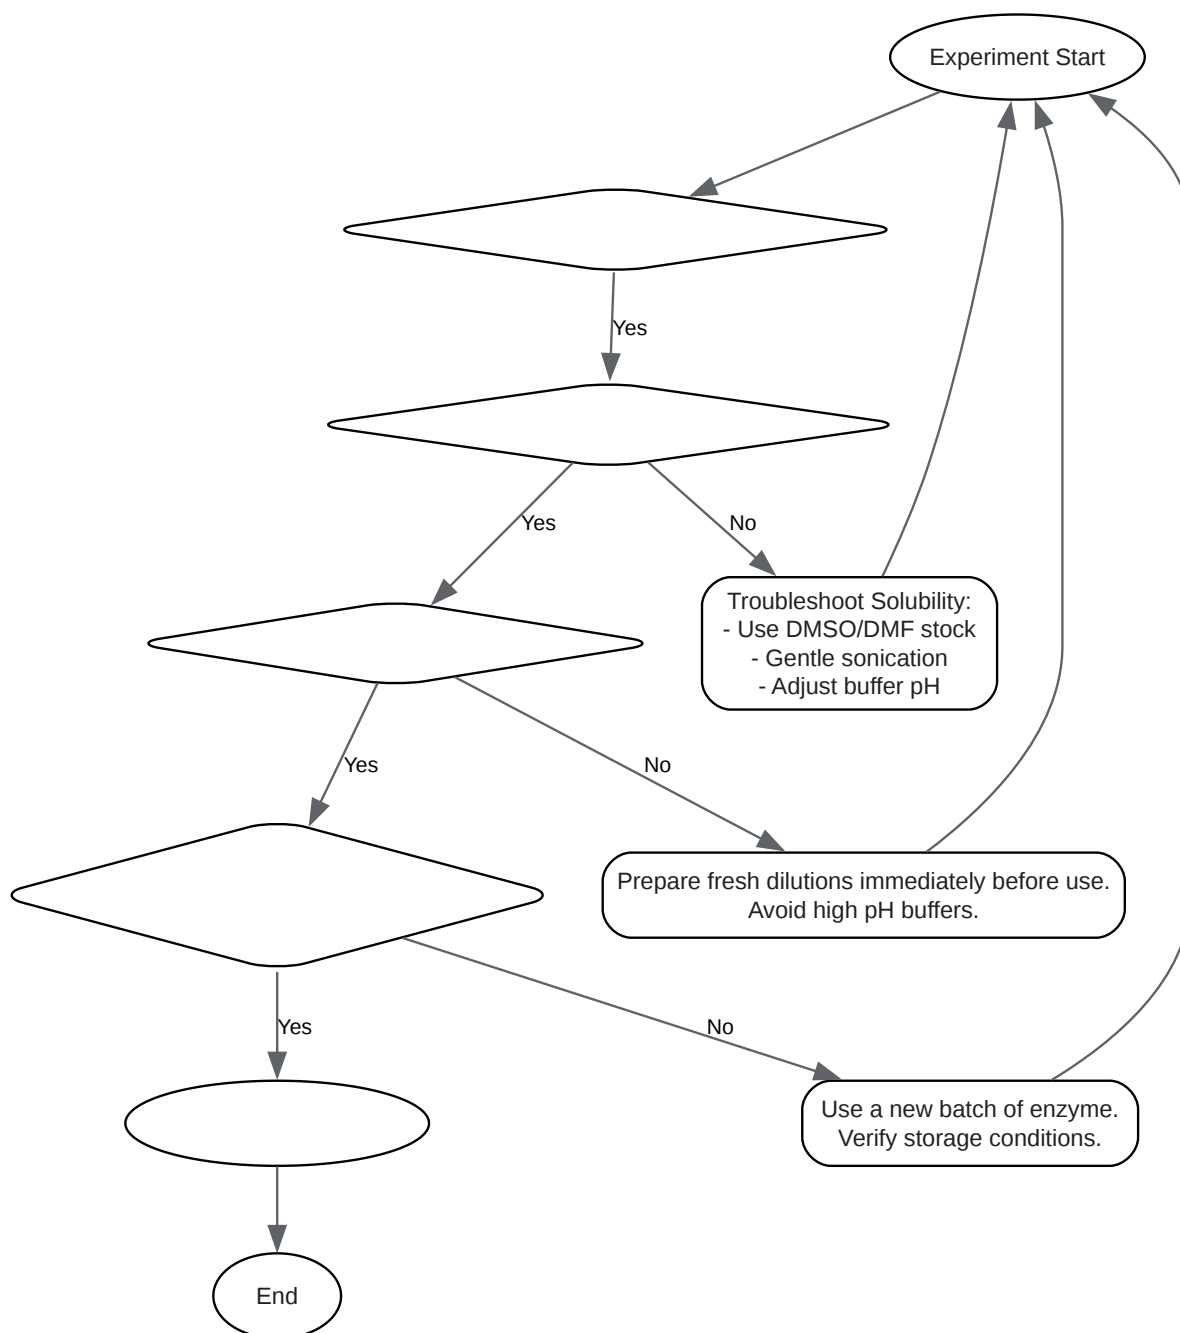 Experiment Start
Yes
Yes
No
Troubleshoot Solubility:
- Use DMSO/DMF stock
- Gentle sonication
- Adjust buffer pH
Yes
No
Prepare fresh dilutions immediately before use.
Avoid high pH buffers.
Yes
No
Use a new batch of enzyme.
Verify storage conditions.
End